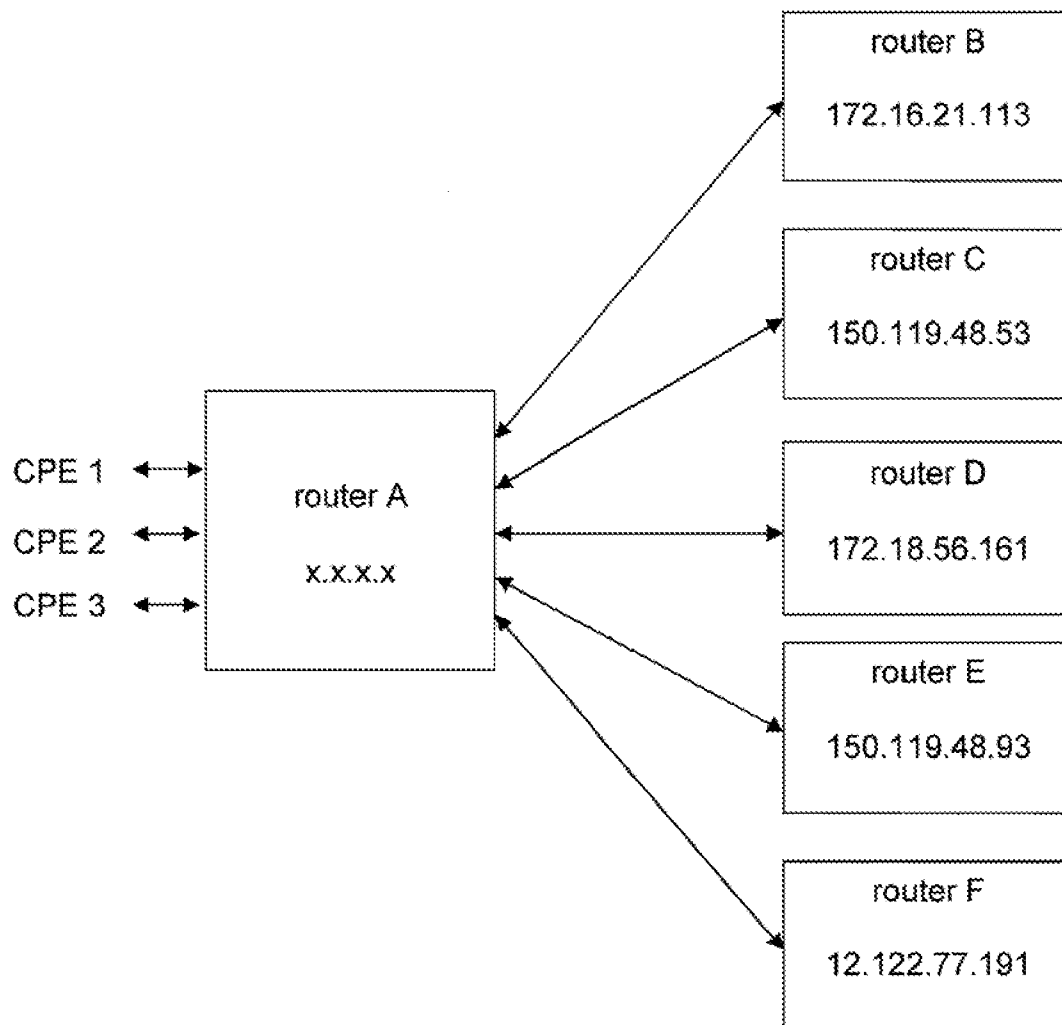 router B
172.16.21.113
router C
150.119.48.53
CPE 1
CPE 2
CPE 3
router A
x.x.x.x
router D
172.18.56.161
router E
150.119.48.93
router F
12.122.77.191